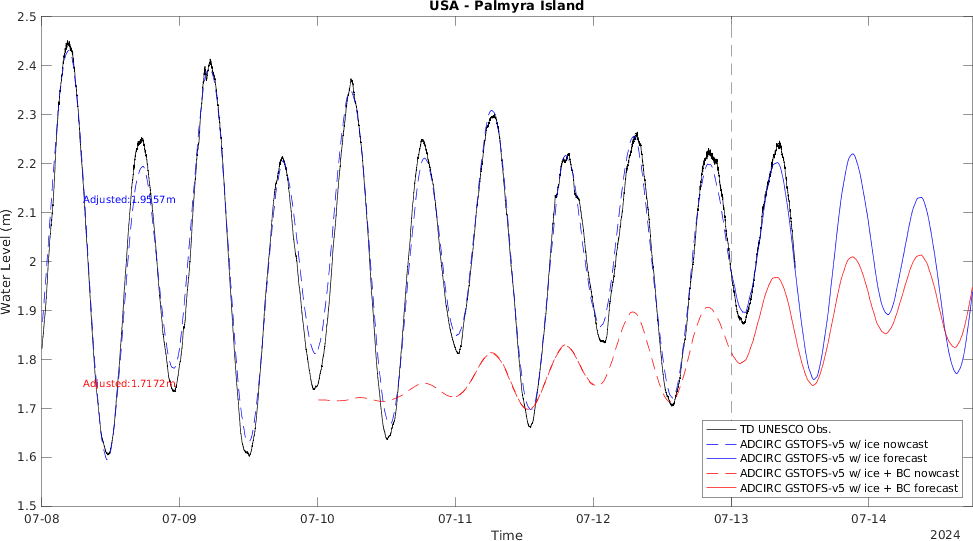 USA - Palmyra Island
2.5
2.4
2.3
2.2
2.1
2
1.9
1.8
1.7
1.6
1.5
Water Level (m)
Adjusted:1.9557m
Adjusted:1.7172m
TD UNESCO Obs.
ADCIRC GSTOFS-v5 w/ ice nowcast
ADCIRC GSTOFS-v5 w/ ice forecast
ADCIRC GSTOFS-v5 w/ ice + BC nowcast
ADCIRC GSTOFS-v5 w/ ice + BC forecast
07-08 07-09 07-10 07-11 07-12 07-13 07-14
Time
2024